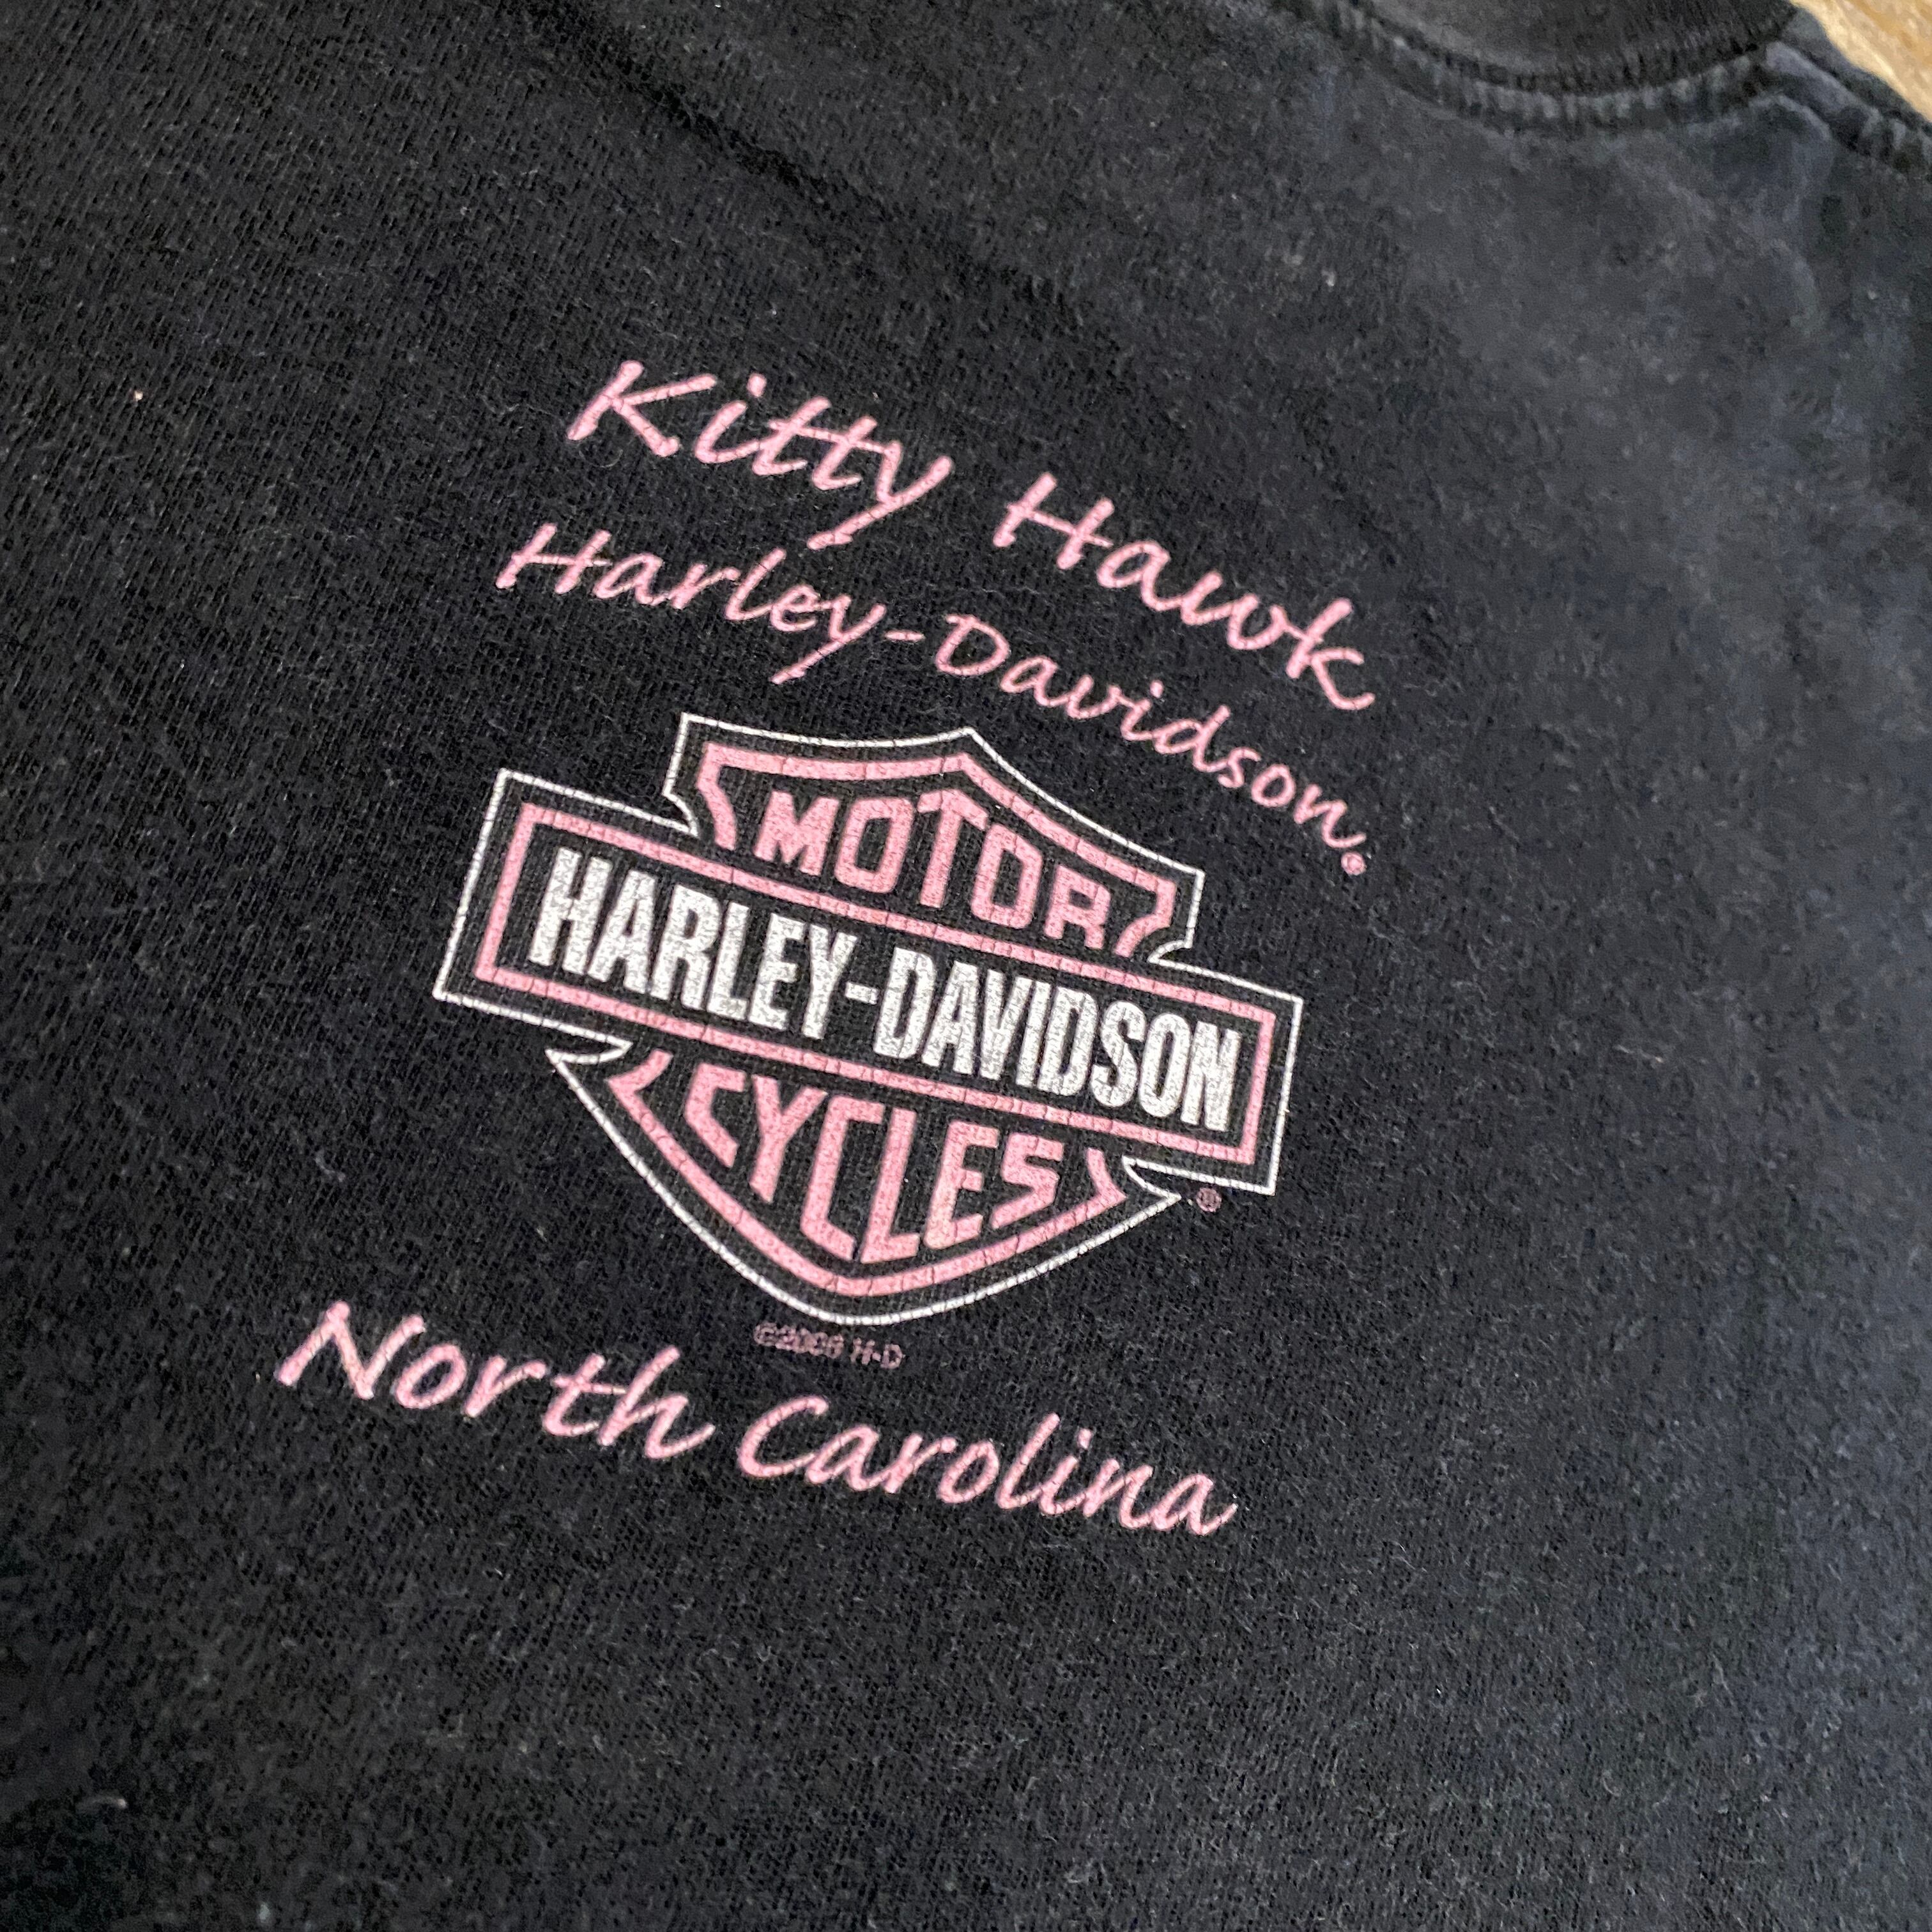 Kitty Hawk
Harley-Davidson®
MOTOR
HARLEY-DAVIDSON
CYCLES
®
H-D
North Carolina